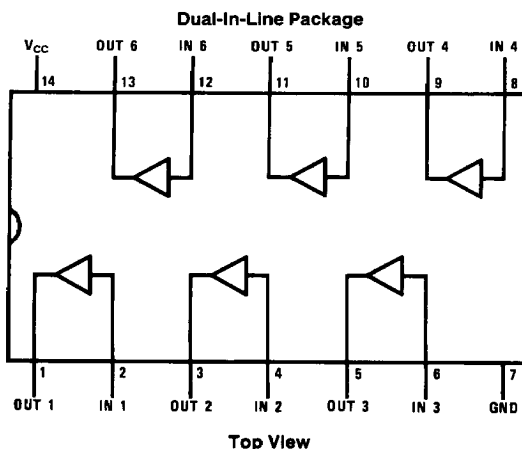 Dual-In-Line Package
VCC OUT 6 IN 6 OUT 5 IN 5 OUT 4 IN 4
14 13 12 11 10 9 8
1 2 3 4 5 6 7
OUT 1 IN 1 OUT 2 IN 2 OUT 3 IN 3 GND
Top View